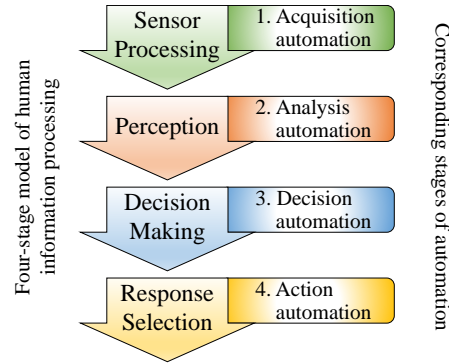 Four-stage model of human
information processing
Sensor
Processing
1. Acquisition
automation
Perception
2. Analysis
automation
Decision
Making
3. Decision
automation
Response
Selection
4. Action
automation
Corresponding stages of automation